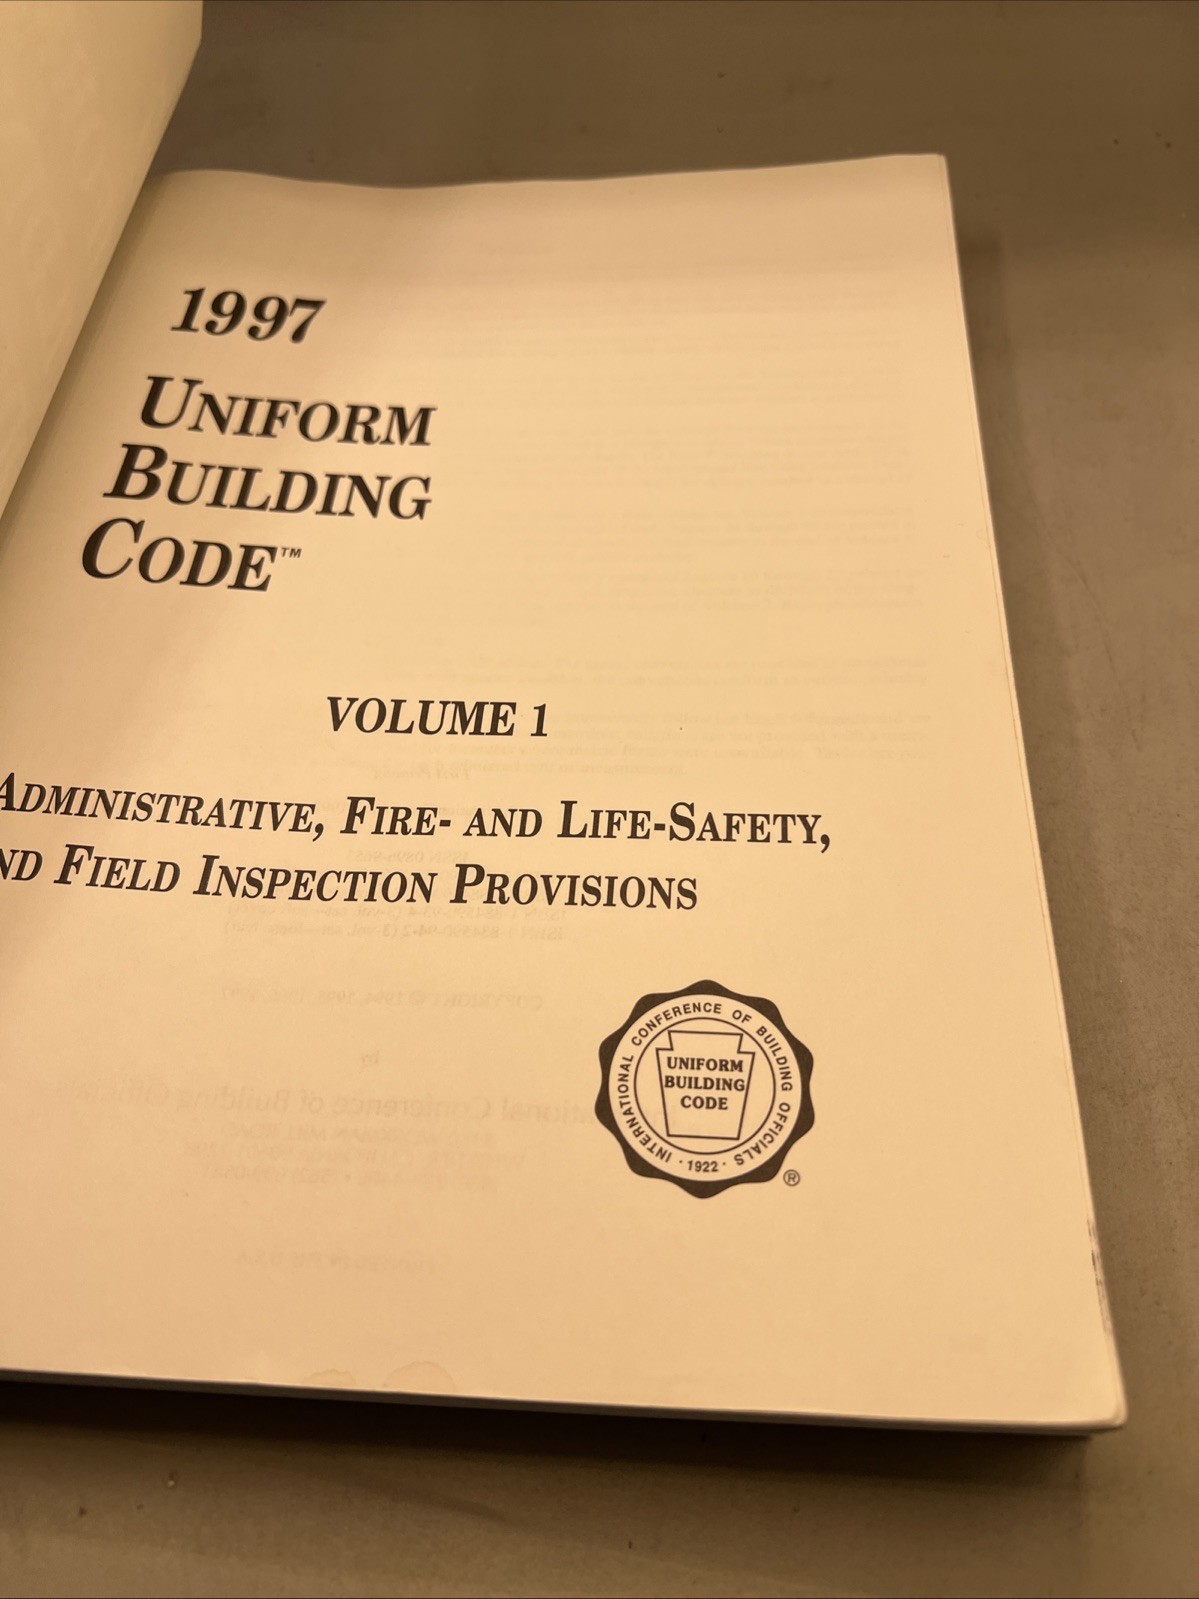 1997
UNIFORM
BUILDING
CODE™
VOLUME 1
ADMINISTRATIVE, FIRE- AND LIFE-SAFETY,
ND FIELD INSPECTION PROVISIONS
INTERNATIONAL CONFERENCE OF BUILDING OFFICIALS
UNIFORM
BUILDING
CODE
· 1922 ·
®